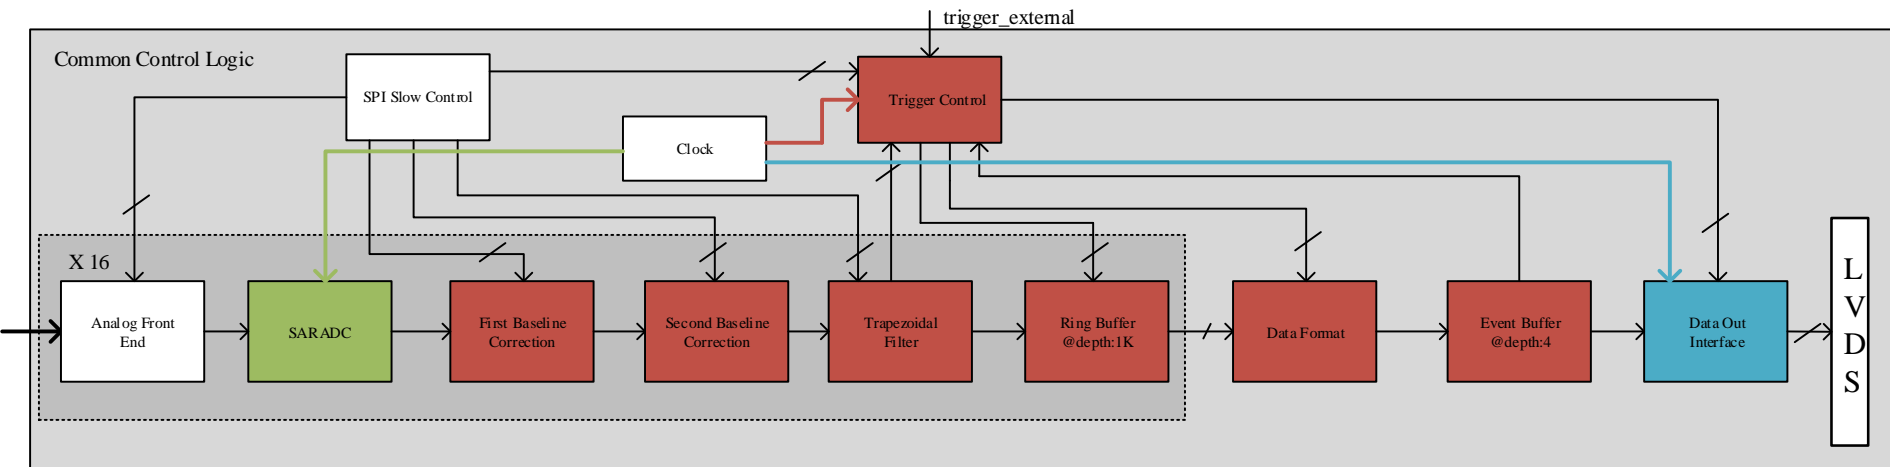 trigger_external
Common Control Logic
SPI Slow Control
Trigger Control
Clock
X 16
Analog Front
End
SARADC
First Baseline
Correction
Second Baseline
Correction
Trapezoidal
Filter
Ring Buffer
@depth:1K
Data Format
Event Buffer
@depth:4
Data Out
Interface
L
V
D
S